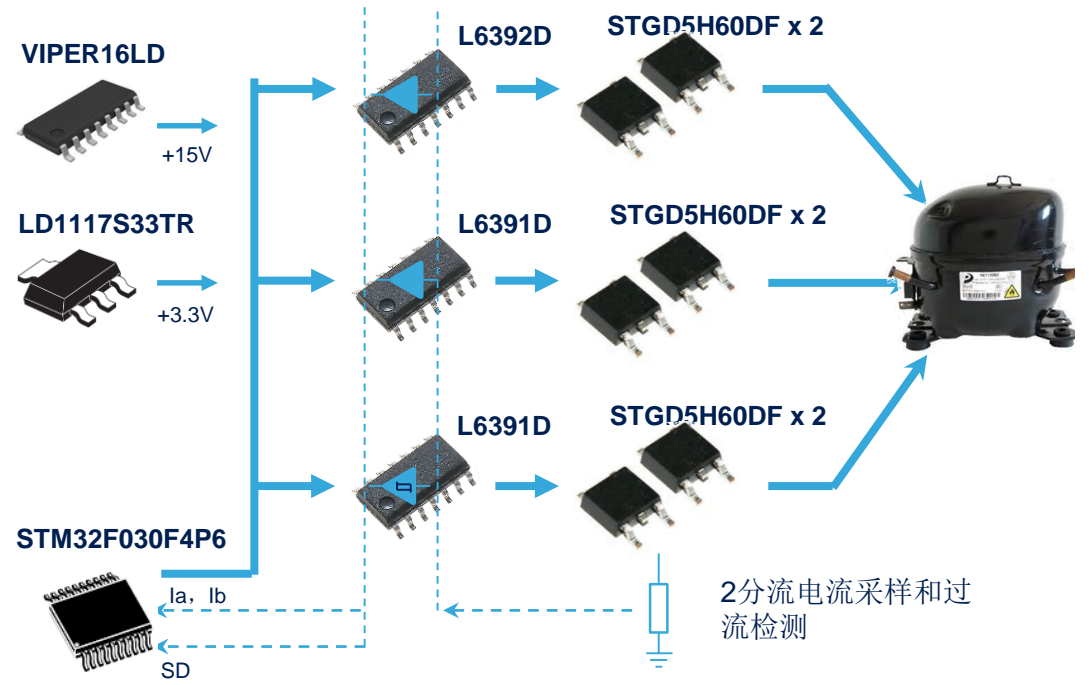 VIPER16LD
+15V
LD1117S33TR
+3.3V
STM32F030F4P6
Ia，Ib
SD
L6392D
STGD5H60DF x 2
L6391D
STGD5H60DF x 2
L6391D
STGD5H60DF x 2
2分流电流采样和过
流检测